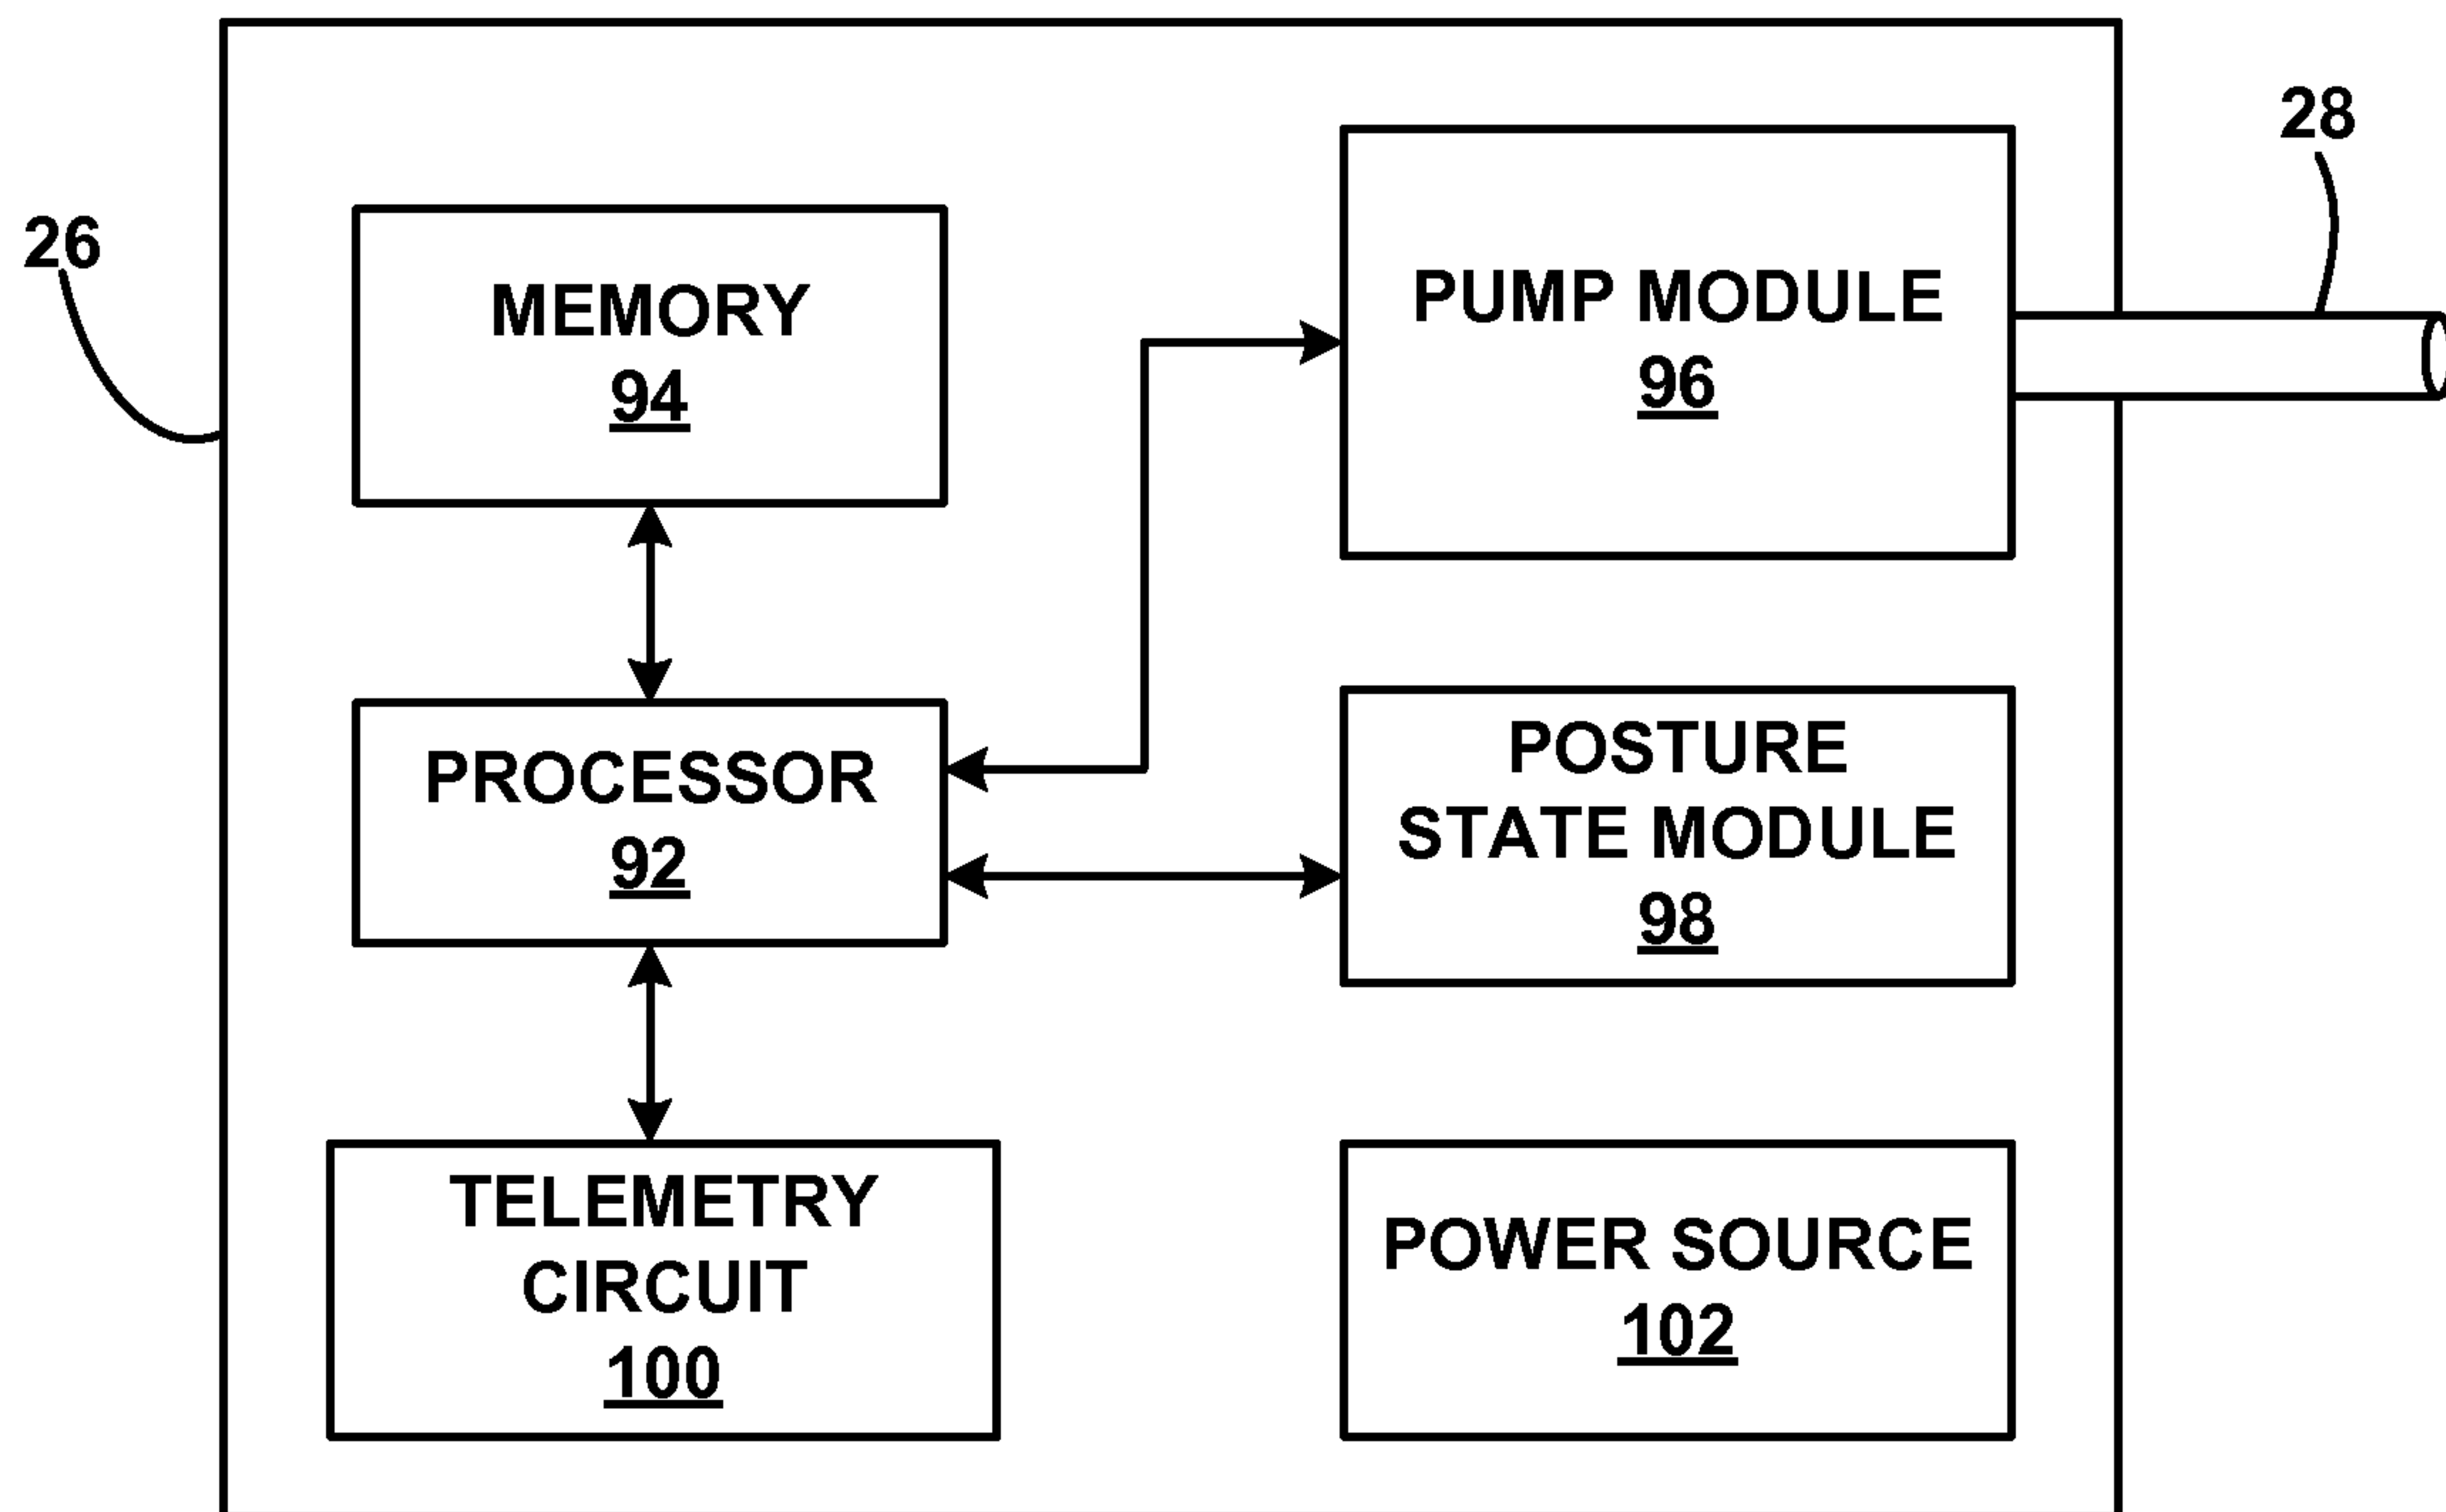 26
28
MEMORY
94
PUMP MODULE
96
PROCESSOR
92
POSTURE
STATE MODULE
98
TELEMETRY
CIRCUIT
100
POWER SOURCE
102